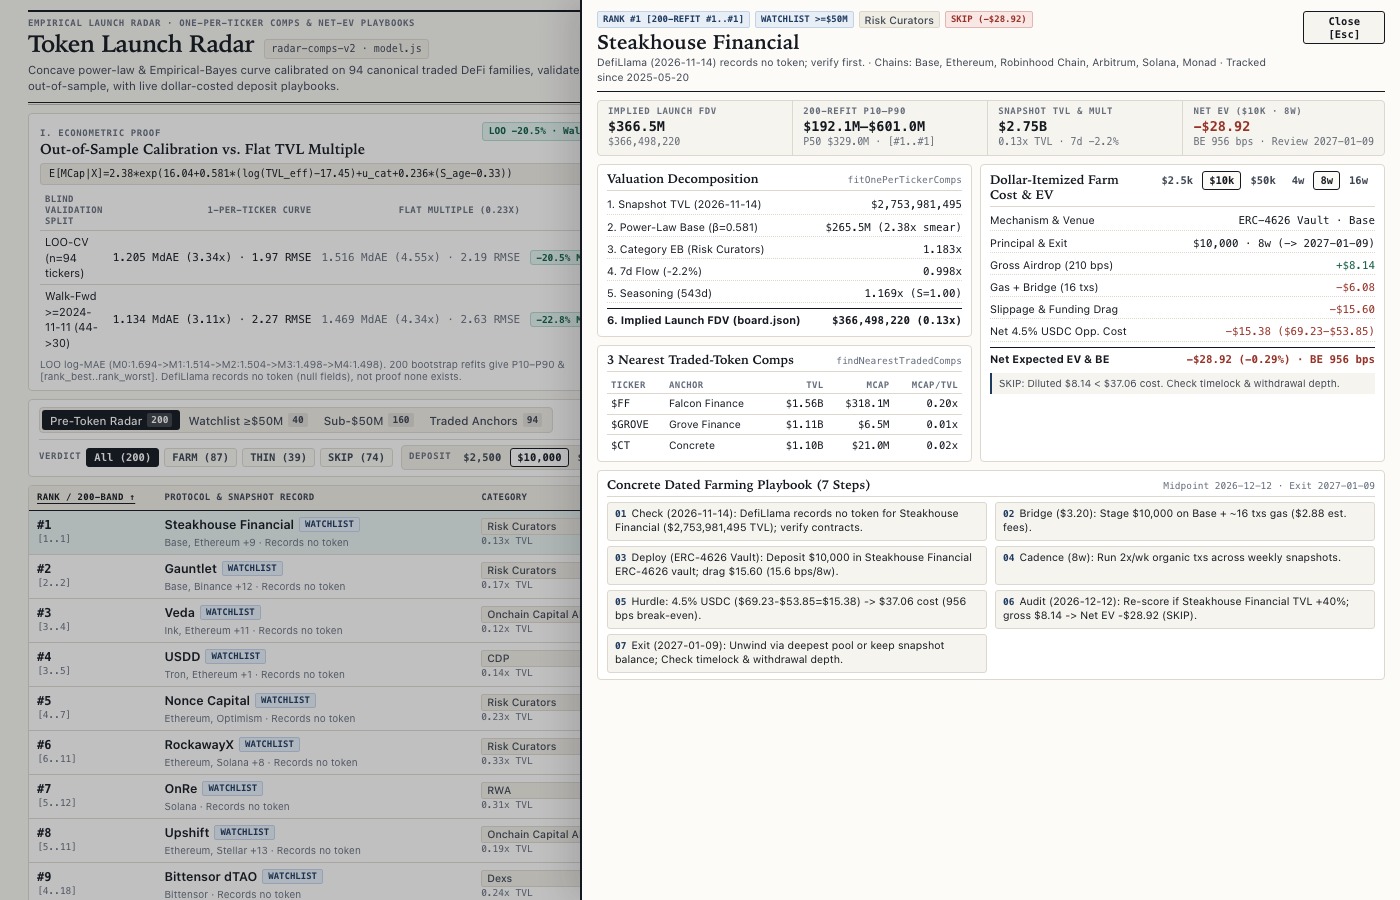 EMPIRICAL LAUNCH RADAR · ONE-PER-TICKER COMPS & NET-EV PLAYBOOKS
Token Launch Radar radar-comps-v2 · model.js
Concave power-law & Empirical-Bayes curve calibrated on 94 canonical traded DeFi families, validate
out-of-sample, with live dollar-costed deposit playbooks.
I. ECONOMETRIC PROOF
LOO −20.5% · Wal
Out-of-Sample Calibration vs. Flat TVL Multiple
E[MCap|X]=2.38*exp(16.04+0.581*(log(TVL_eff)-17.45)+u_cat+0.236*(S_age-0.33))
BLIND VALIDATION SPLIT 1-PER-TICKER CURVE FLAT MULTIPLE (0.23X)
LOO-CV (n=94 tickers) 1.205 MdAE (3.34x) · 1.97 RMSE 1.516 MdAE (4.55x) · 2.19 RMSE −20.5% M
Walk-Fwd >=2024-11-11 (44->30) 1.134 MdAE (3.11x) · 2.27 RMSE 1.469 MdAE (4.34x) · 2.63 RMSE −22.8% M
LOO log-MAE (M0:1.694->M1:1.514->M2:1.504->M3:1.498->M4:1.498). 200 bootstrap refits give P10–P90 &
[rank_best..rank_worst]. DefiLlama records no token (null fields), not proof none exists.
Pre-Token Radar 200 Watchlist ≥$50M 40 Sub-$50M 160 Traded Anchors 94
VERDICT All (200) FARM (87) THIN (39) SKIP (74) DEPOSIT $2,500 $10,000
RANK / 200-BAND ↑ PROTOCOL & SNAPSHOT RECORD CATEGORY
#1 Steakhouse Financial WATCHLIST Risk Curators
[1..1] Base, Ethereum +9 · Records no token 0.13x TVL
#2 Gauntlet WATCHLIST Risk Curators
[2..2] Base, Binance +12 · Records no token 0.17x TVL
#3 Veda WATCHLIST Onchain Capital A
[3..4] Ink, Ethereum +11 · Records no token 0.12x TVL
#4 USDD WATCHLIST CDP
[3..5] Tron, Ethereum +1 · Records no token 0.14x TVL
#5 Nonce Capital WATCHLIST Risk Curators
[4..7] Ethereum, Optimism · Records no token 0.23x TVL
#6 RockawayX WATCHLIST Risk Curators
[6..11] Ethereum, Solana +8 · Records no token 0.33x TVL
#7 OnRe WATCHLIST RWA
[5..12] Solana · Records no token 0.31x TVL
#8 Upshift WATCHLIST Onchain Capital A
[5..11] Ethereum, Stellar +13 · Records no token 0.19x TVL
#9 Bittensor dTAO WATCHLIST Dexs
[4..18] Bittensor · Records no token 0.24x TVL
RANK #1 [200-REFIT #1..#1] WATCHLIST >=$50M Risk Curators SKIP (−$28.92)
Close [Esc]
Steakhouse Financial
DefiLlama (2026-11-14) records no token; verify first. · Chains: Base, Ethereum, Robinhood Chain, Arbitrum, Solana, Monad · Tracked
since 2025-05-20
IMPLIED LAUNCH FDV 200-REFIT P10–P90 SNAPSHOT TVL & MULT NET EV ($10K · 8W)
$366.5M $192.1M–$601.0M $2.75B −$28.92
$366,498,220 P50 $329.0M · [#1..#1] 0.13x TVL · 7d −2.2% BE 956 bps · Review 2027-01-09
Valuation Decomposition fitOnePerTickerComps
1. Snapshot TVL (2026-11-14) $2,753,981,495
2. Power-Law Base (β=0.581) $265.5M (2.38x smear)
3. Category EB (Risk Curators) 1.183x
4. 7d Flow (-2.2%) 0.998x
5. Seasoning (543d) 1.169x (S=1.00)
6. Implied Launch FDV (board.json) $366,498,220 (0.13x)
3 Nearest Traded-Token Comps findNearestTradedComps
TICKER ANCHOR TVL MCAP MCAP/TVL
$FF Falcon Finance $1.56B $318.1M 0.20x
$GROVE Grove Finance $1.11B $6.5M 0.01x
$CT Concrete $1.10B $21.0M 0.02x
Dollar-Itemized Farm Cost & EV $2.5k $10k $50k 4w 8w 16w
Mechanism & Venue ERC-4626 Vault · Base
Principal & Exit $10,000 · 8w (-> 2027-01-09)
Gross Airdrop (210 bps) +$8.14
Gas + Bridge (16 txs) −$6.08
Slippage & Funding Drag −$15.60
Net 4.5% USDC Opp. Cost −$15.38 ($69.23−$53.85)
Net Expected EV & BE −$28.92 (−0.29%) · BE 956 bps
SKIP: Diluted $8.14 < $37.06 cost. Check timelock & withdrawal depth.
Concrete Dated Farming Playbook (7 Steps) Midpoint 2026-12-12 · Exit 2027-01-09
01 Check (2026-11-14): DefiLlama records no token for Steakhouse
Financial ($2,753,981,495 TVL); verify contracts.
02 Bridge ($3.20): Stage $10,000 on Base + ~16 txs gas ($2.88 est.
fees).
03 Deploy (ERC-4626 Vault): Deposit $10,000 in Steakhouse Financial
ERC-4626 vault; drag $15.60 (15.6 bps/8w).
04 Cadence (8w): Run 2x/wk organic txs across weekly snapshots.
05 Hurdle: 4.5% USDC ($69.23-$53.85=$15.38) -> $37.06 cost (956
bps break-even).
06 Audit (2026-12-12): Re-score if Steakhouse Financial TVL +40%;
gross $8.14 -> Net EV -$28.92 (SKIP).
07 Exit (2027-01-09): Unwind via deepest pool or keep snapshot
balance; Check timelock & withdrawal depth.